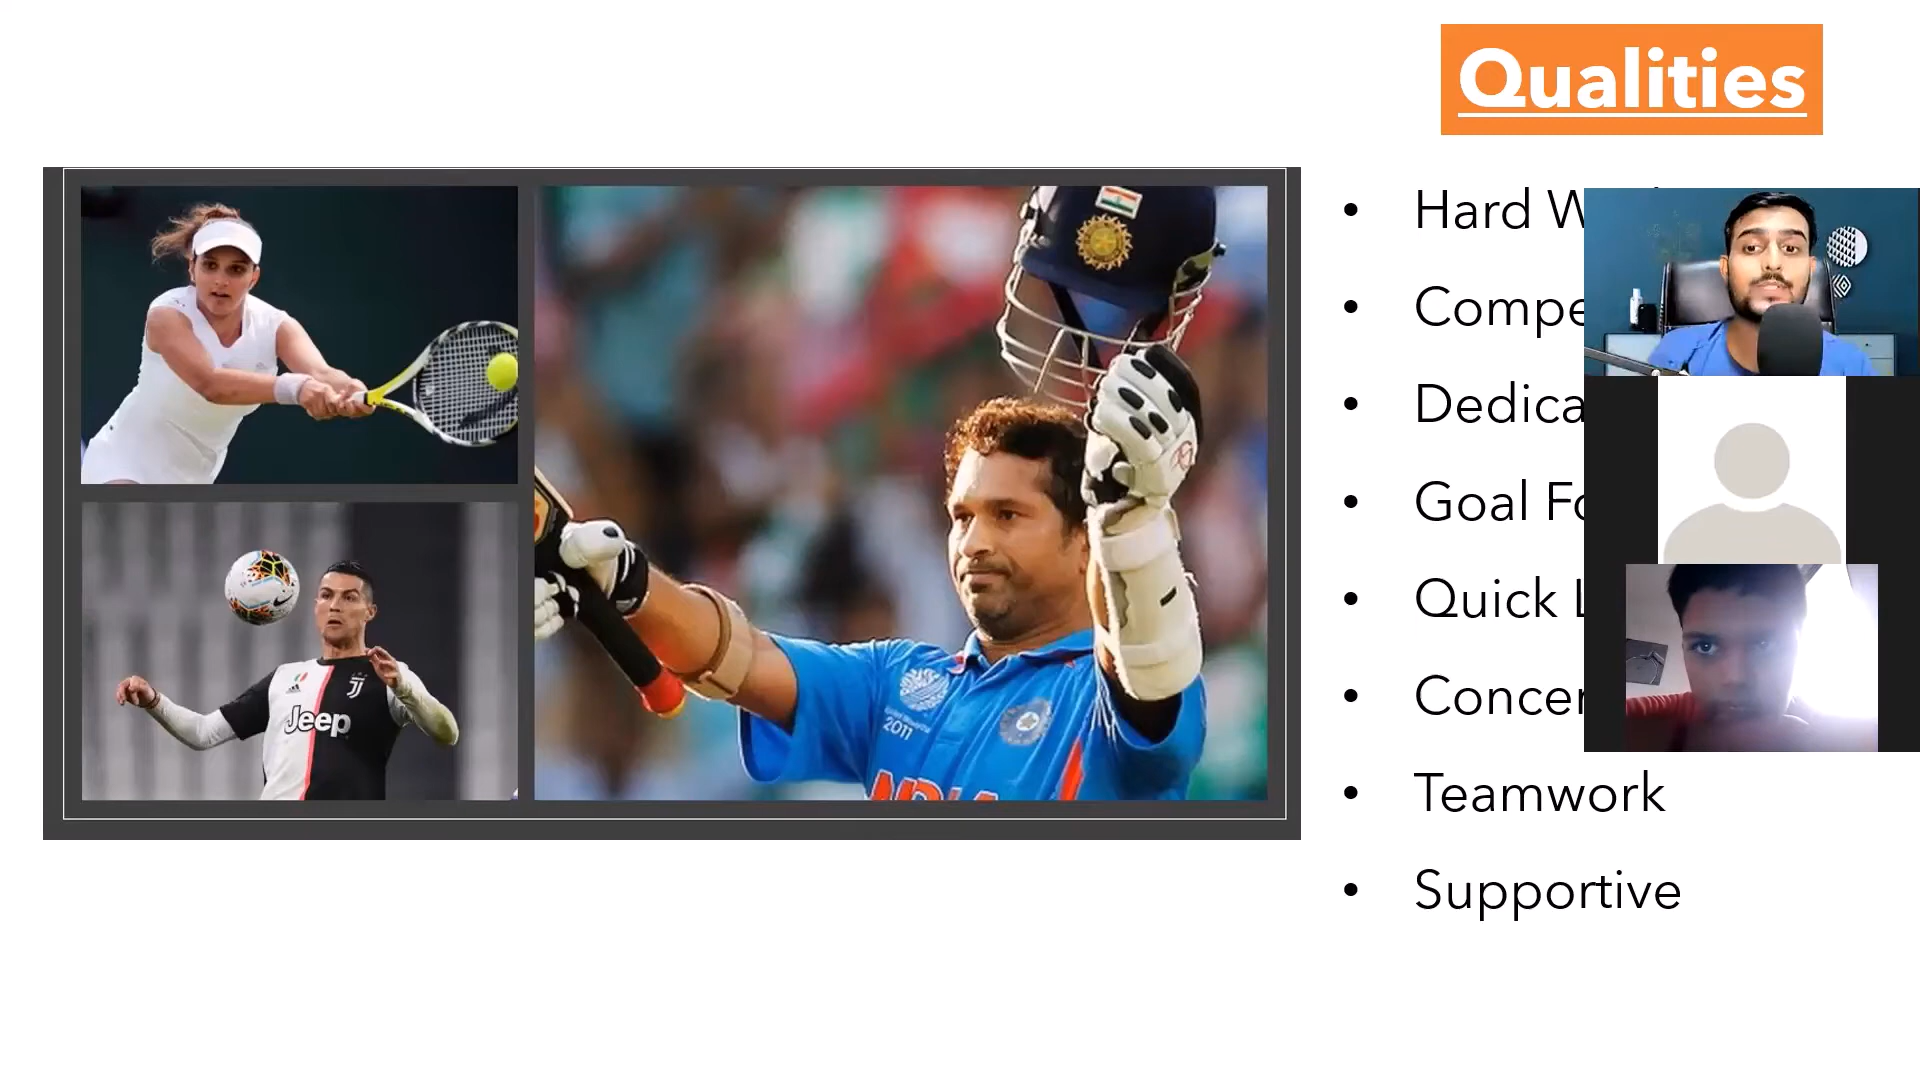 Qualities
• Hard
• Compe
• Dedica
• Goal Fo
• Quick L
• Concer
• Teamwork
• Supportive
Jeep
2011